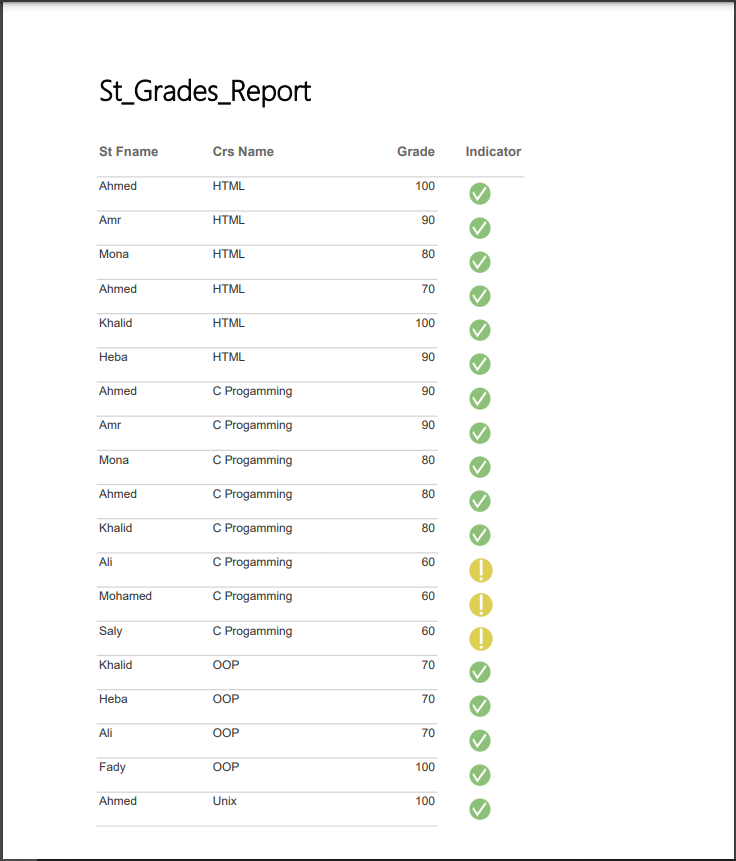 St_Grades_Report
St Fname Crs Name Grade Indicator
Ahmed HTML 100
Amr HTML 90
Mona HTML 80
Ahmed HTML 70
Khalid HTML 100
Heba HTML 90
Ahmed C Progamming 90
Amr C Progamming 90
Mona C Progamming 80
Ahmed C Progamming 80
Khalid C Progamming 80
Ali C Progamming 60
Mohamed C Progamming 60
Saly C Progamming 60
Khalid OOP 70
Heba OOP 70
Ali OOP 70
Fady OOP 100
Ahmed Unix 100